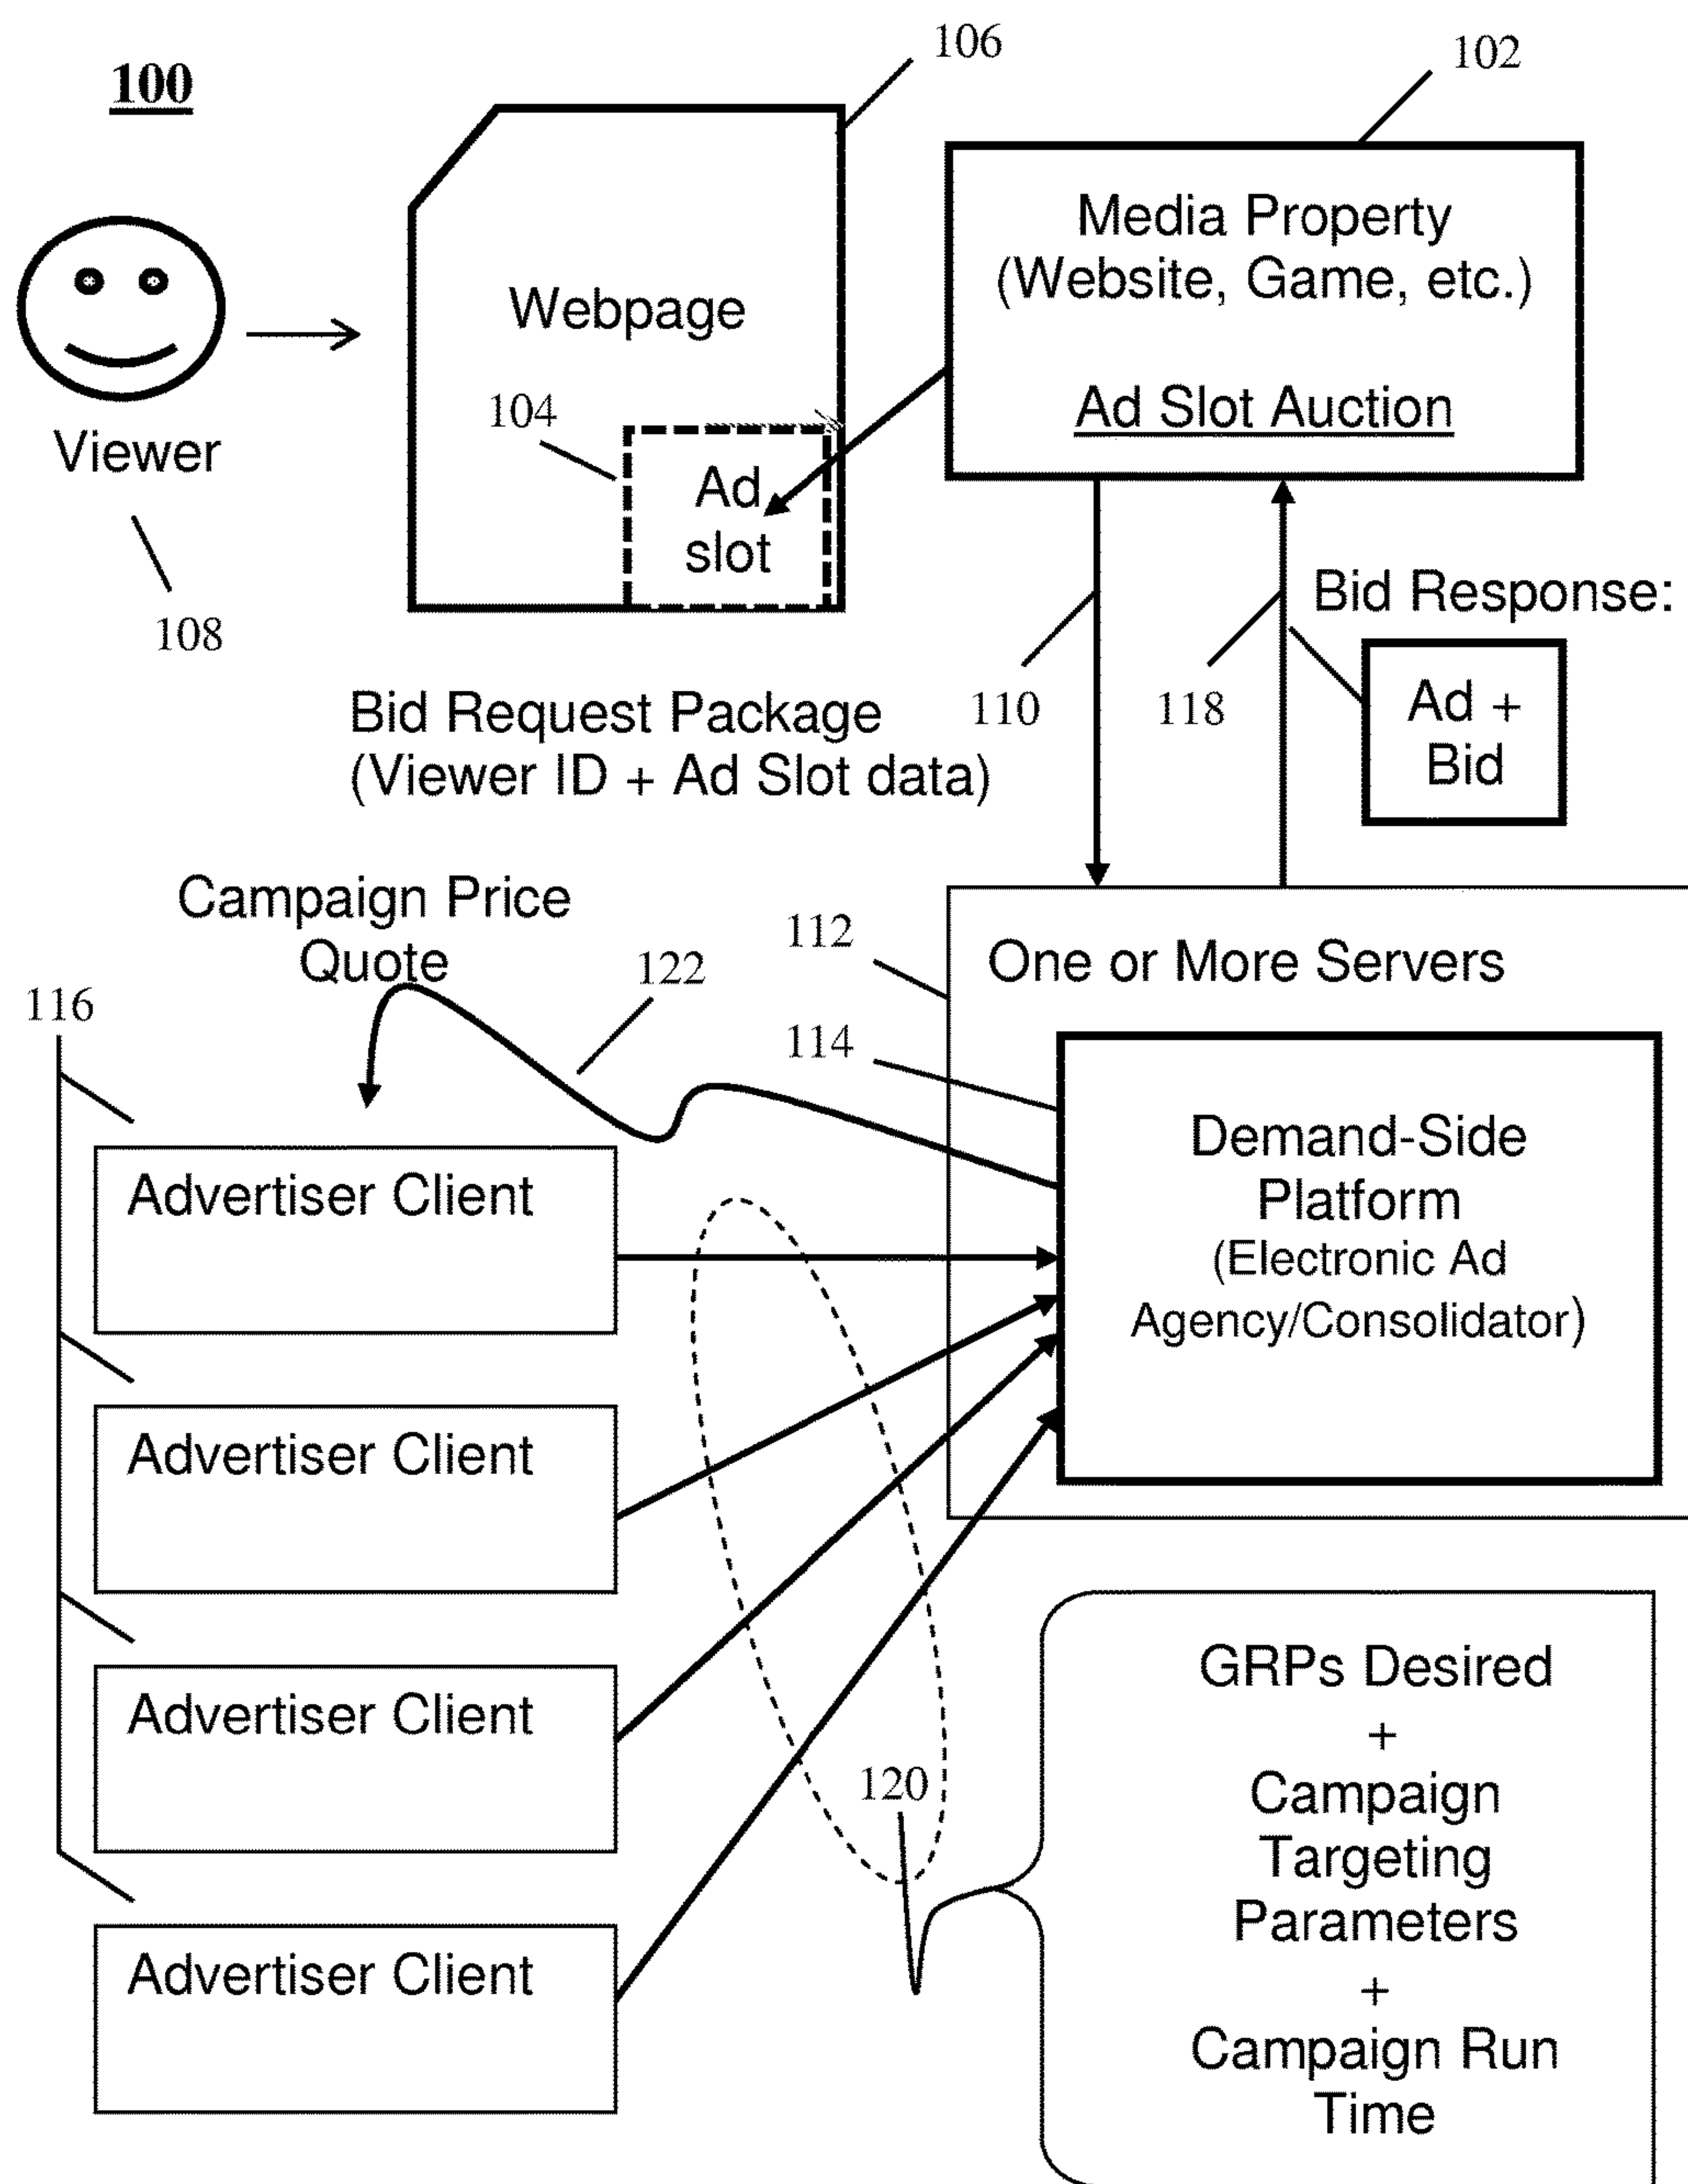 100
106
102
Media Property
(Website, Game, etc.)
Ad Slot Auction
Webpage
104
Ad
slot
Viewer
108
Bid Response:
Ad +
Bid
110
118
Bid Request Package
(Viewer ID + Ad Slot data)
Campaign Price
Quote
122
112
One or More Servers
116
114
Demand-Side
Platform
(Electronic Ad
Agency/Consolidator)
Advertiser Client
Advertiser Client
Advertiser Client
Advertiser Client
120
GRPs Desired
+
Campaign
Targeting
Parameters
+
Campaign Run
Time